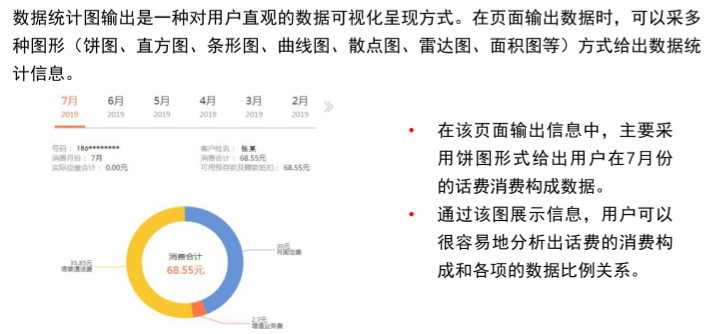 数据统计图输出是一种对用户直观的数据可视化呈现方式。在页面输出数据时，可以采多
种图形（饼图、直方图、条形图、曲线图、散点图、雷达图、面积图等）方式给出数据统
计信息。
7月 6月 5月 4月 3月 2月
2019 2019 2019 2019 2019 2019
号码： 186******** 客户姓名： 张某
消费月份： 7月 消费合计： 68.55元
实际应缴合计： 0.00元 可用预存款及赠款抵扣： 68.55元
• 在该页面输出信息中，主要采
用饼图形式给出用户在7月份
的话费消费构成数据。
• 通过该图展示信息，用户可以
很容易地分析出话费的消费构
成和各项的数据比例关系。
30元
月固定费
消费合计
68.55元
35.85元
语音通话费
2.7元
增值业务费